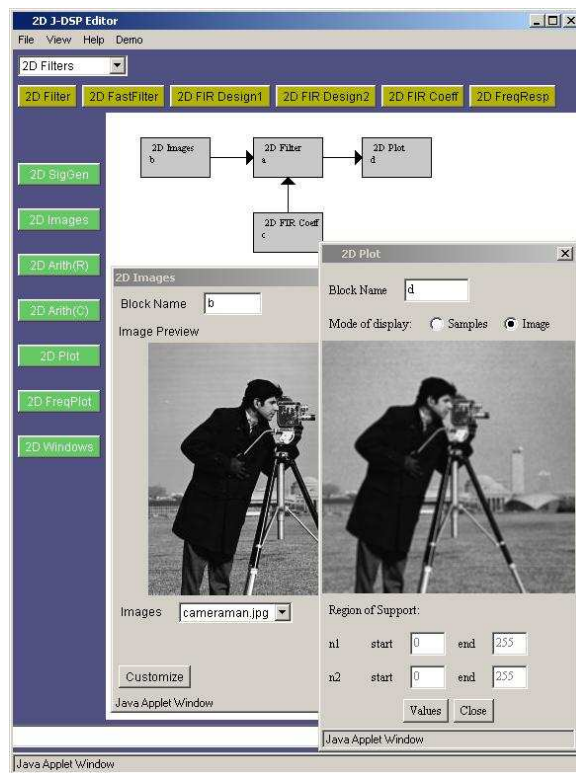 2D J-DSP Editor
File View Help Demo
2D Filters
2D Filter 2D FastFilter 2D FIR Design1 2D FIR Design2 2D FIR Coeff 2D FreqResp
2D SigGen
2D Images
2D Arith(R)
2D Arith(C)
2D Plot
2D FreqPlot
2D Windows
2D Images
b
2D Filter
a
2D Plot
d
2D FIR Coeff
c
2D Images
Block Name b
Image Preview
Images cameraman.jpg
Customize
Java Applet Window
2D Plot
Block Name d
Mode of display: Samples Image
Region of Support:
n1 start 0 end 255
n2 start 0 end 255
Values Close
Java Applet Window
Java Applet Window